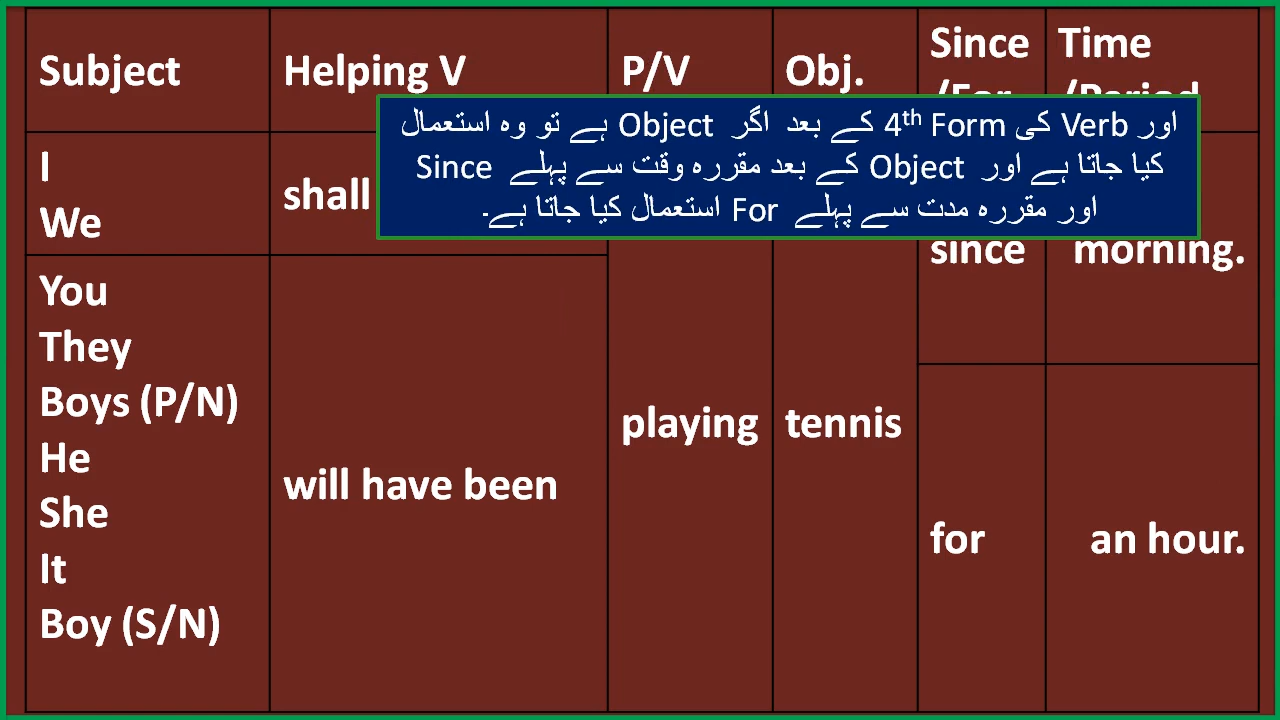 Subject
Helping V
P/V
Obj.
Since
/For
Time
/Period
اور Verb کی 4th Form کے بعد اگر Object ہے تو وہ استعمال
کیا جاتا ہے اور Object کے بعد مقررہ وقت سے پہلے Since
اور مقررہ مدت سے پہلے For استعمال کیا جاتا ہے۔
I
We
shall
since
morning.
You
They
Boys (P/N)
He
She
It
Boy (S/N)
will have been
playing
tennis
for
an hour.